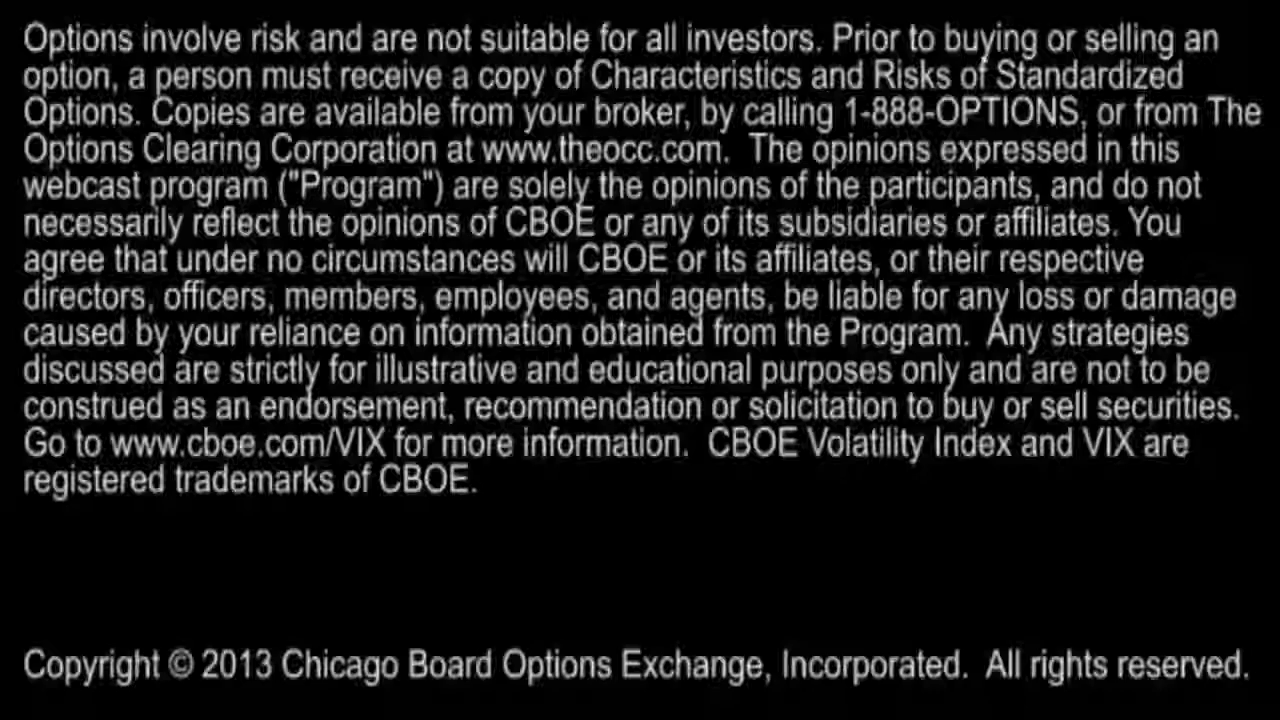 Options involve risk and are not suitable for all investors. Prior to buying or selling an
option, a person must receive a copy of Characteristics and Risks of Standardized
Options. Copies are available from your broker, by calling 1-888-OPTIONS, or from The
Options Clearing Corporation at www.theocc.com.  The opinions expressed in this
webcast program ("Program") are solely the opinions of the participants, and do not
necessarily reflect the opinions of CBOE or any of its subsidiaries or affiliates. You
agree that under no circumstances will CBOE or its affiliates, or their respective
directors, officers, members, employees, and agents, be liable for any loss or damage
caused by your reliance on information obtained from the Program.  Any strategies
discussed are strictly for illustrative and educational purposes only and are not to be
construed as an endorsement, recommendation or solicitation to buy or sell securities.
Go to www.cboe.com/VIX for more information.  CBOE Volatility Index and VIX are
registered trademarks of CBOE.
Copyright © 2013 Chicago Board Options Exchange, Incorporated.  All rights reserved.